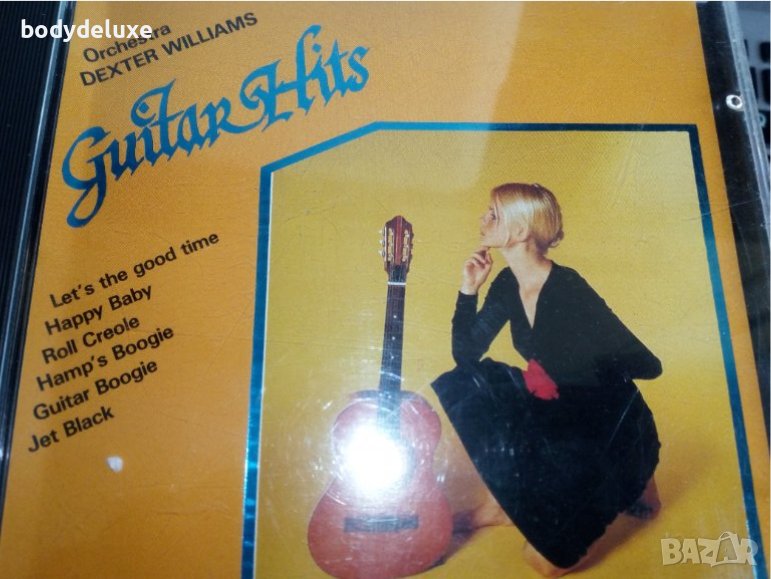 bodydeluxe
Orchestra
DEXTER WILLIAMS
Guitar Hits
Let's the good time
Happy Baby
Roll Creole
Hamp's Boogie
Guitar Boogie
Jet Black
BAZAR